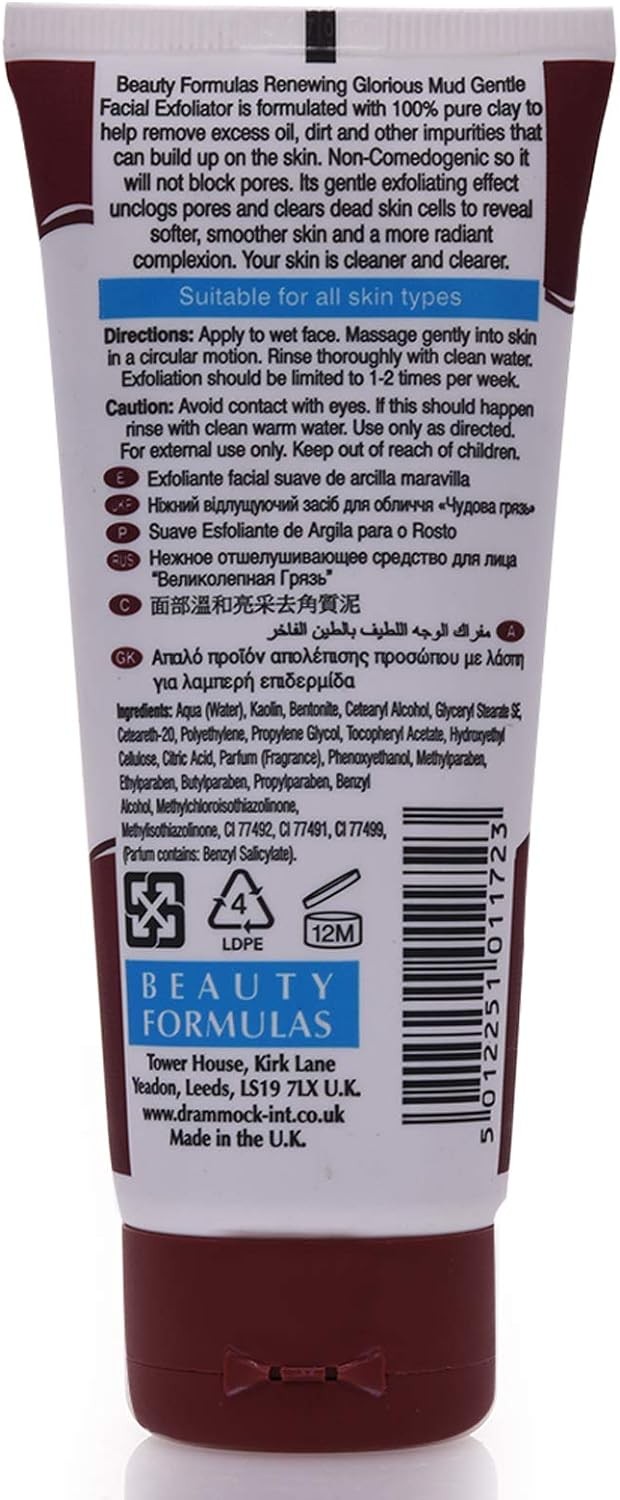 Beauty Formulas Renewing Glorious Mud Gentle
Facial Exfoliator is formulated with 100% pure clay to
help remove excess oil, dirt and other impurities that
can build up on the skin. Non-Comedogenic so it
will not block pores. Its gentle exfoliating effect
unclogs pores and clears dead skin cells to reveal
softer, smoother skin and a more radiant
complexion. Your skin is cleaner and clearer.
Suitable for all skin types
Directions: Apply to wet face. Massage gently into skin
in a circular motion. Rinse thoroughly with clean water.
Exfoliation should be limited to 1-2 times per week.
Caution: Avoid contact with eyes. If this should happen
rinse with clean warm water. Use only as directed.
For external use only. Keep out of reach of children.
E Exfoliante facial suave de arcilla maravilla
UKR Ніжний відлущуючий засіб для обличчя «Чудова грязь»
P Suave Esfoliante de Argila para o Rosto
RUS Нежное отшелушивающее средство для лица
"Великолепная Грязь"
C 面部溫和亮采去角質泥
A مفراك الوجه اللطيف بالطين الفاخر
GK Απαλό προϊόν απολέπισης προσώπου με λάσπη
για λαμπερή επιδερμίδα
Ingredients: Aqua (Water), Kaolin, Bentonite, Cetearyl Alcohol, Glyceryl Stearate SE,
Ceteareth-20, Polyethylene, Propylene Glycol, Tocopheryl Acetate, Hydroxyethyl
Cellulose, Citric Acid, Parfum (Fragrance), Phenoxyethanol, Methylparaben,
Ethylparaben, Butylparaben, Propylparaben, Benzyl
Alcohol, Methylchloroisothiazolinone,
Methylisothiazolinone, CI 77492, CI 77491, CI 77499,
(Parfum contains: Benzyl Salicylate).
4
LDPE
12M
BEAUTY
FORMULAS
Tower House, Kirk Lane
Yeadon, Leeds, LS19 7LX U.K.
www.drammock-int.co.uk
Made in the U.K.
5 012251 011723